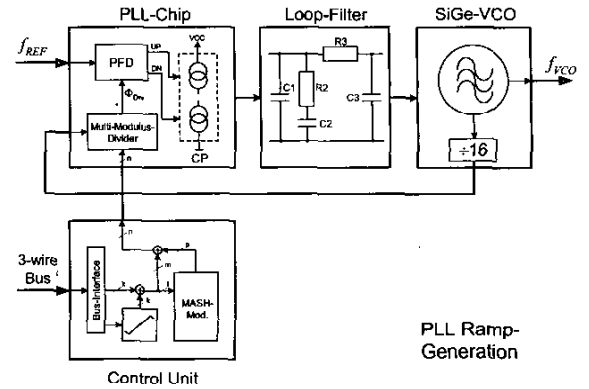 PLL-Chip Loop-Filter SiGe-VCO
f_REF
PFD
UP
DN
VCC
Φ_Div
Multi-Modulus-
Divider
CP
n
C1
R2
C2
R3
C3
f_VCO
÷16
n
p
m
3-wire
Bus
Bus-Interface
k
k
MASH-
Mod.
Control Unit
PLL Ramp-
Generation